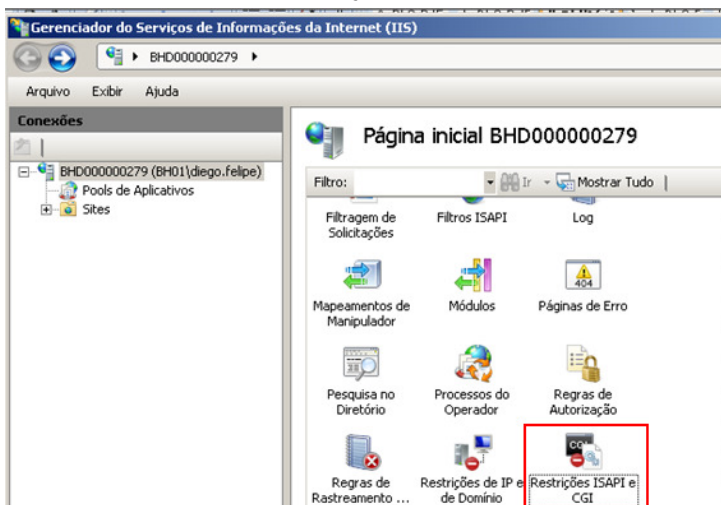 Gerenciador do Serviços de Informações da Internet (IIS)
BHD000000279
Arquivo Exibir Ajuda
Conexões
BHD000000279 (BH01\diego.felipe)
Pools de Aplicativos
Sites
Página inicial BHD000000279
Filtro: Ir Mostrar Tudo
Filtragem de
Solicitações
Filtros ISAPI
Log
Mapeamentos de
Manipulador
Módulos
404
Páginas de Erro
Pesquisa no
Diretório
Processos do
Operador
Regras de
Autorização
Regras de
Rastreamento ...
Restrições de IP e
de Domínio
Restrições ISAPI e
CGI